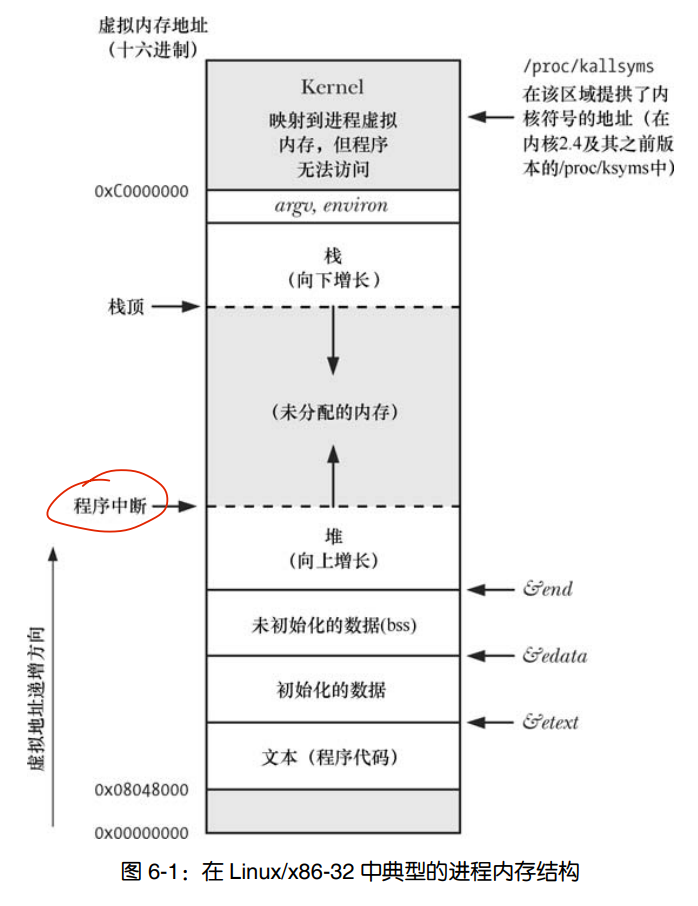 虚拟内存地址
（十六进制）
/proc/kallsyms
在该区域提拱了内
核符号的地址（在
内核2.4及其之前版
本的/proc/ksyms中）
Kernel
映射到进程虚拟
内存，但程序
无法访问
0xC0000000
argv, environ
栈
（向下增长）
栈顶
（未分配的内存）
程序中断
堆
（向上增长）
&end
未初始化的数据(bss)
&edata
初始化的数据
&etext
文本（程序代码）
0x08048000
0x00000000
虚拟地址递增方向
图 6-1：在 Linux/x86-32 中典型的进程内存结构